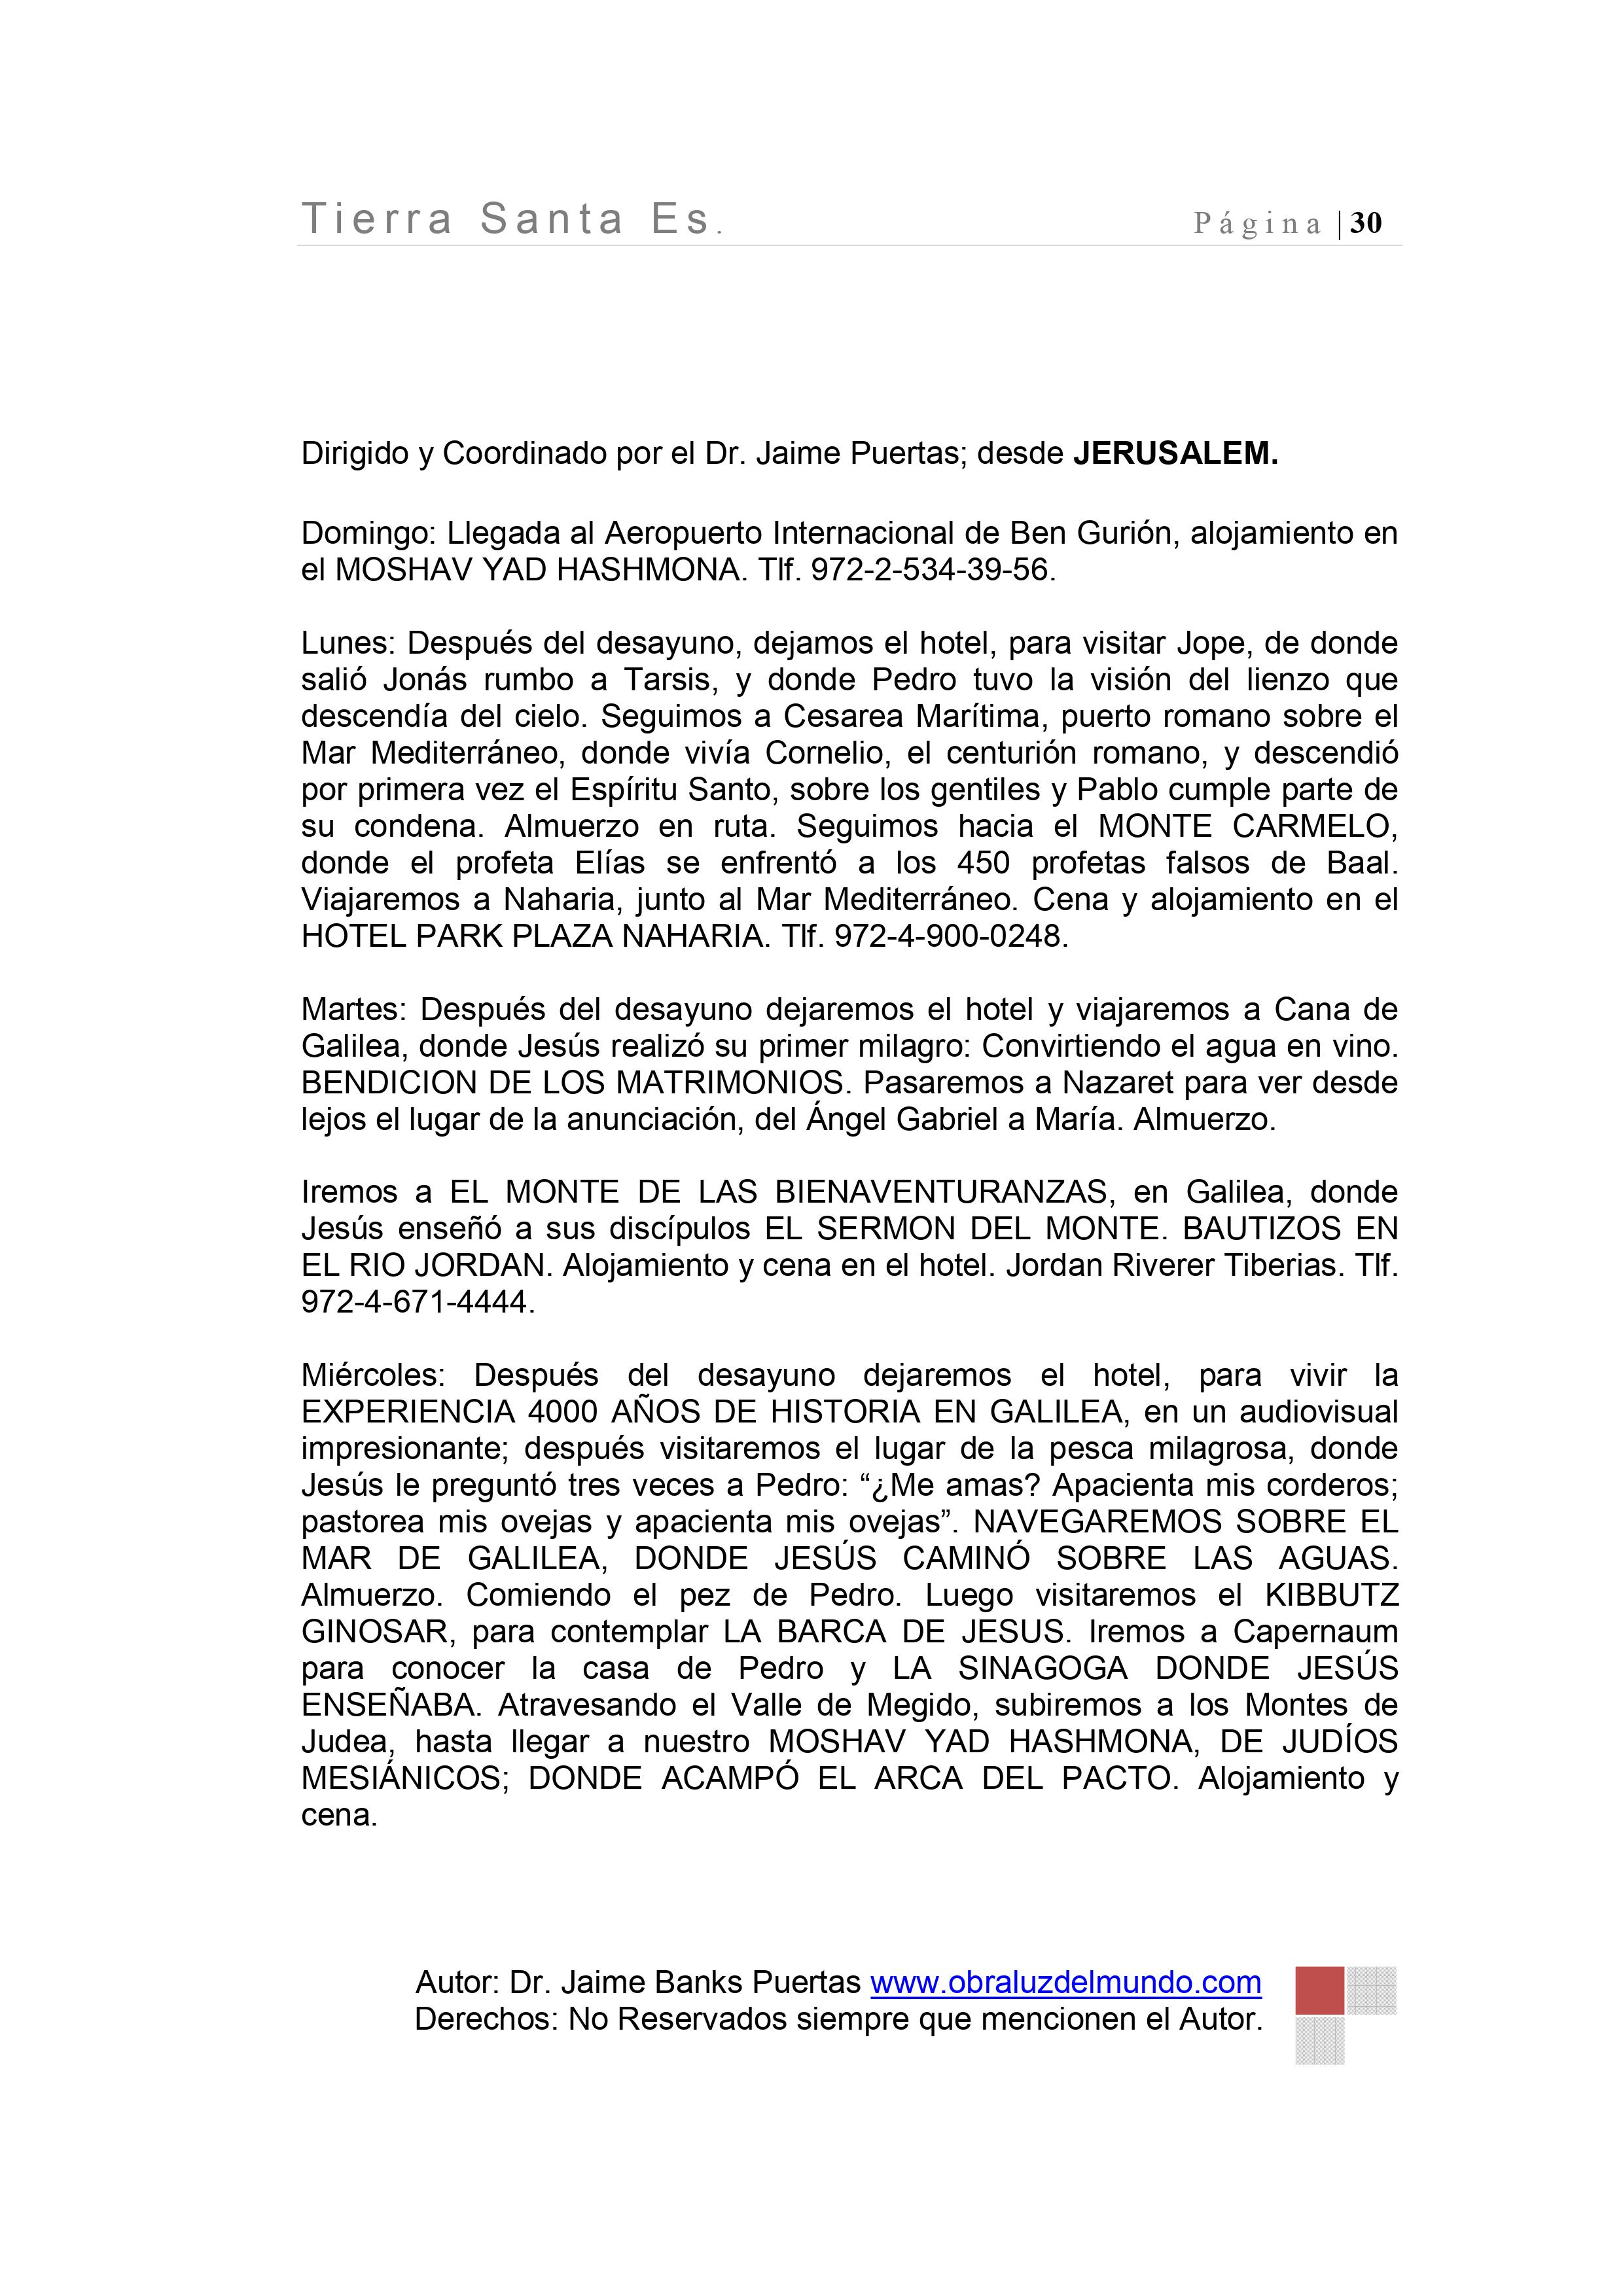 Tierra Santa Es.
Página | 30
Dirigido y Coordinado por el Dr. Jaime Puertas; desde JERUSALEM.
Domingo: Llegada al Aeropuerto Internacional de Ben Gurión, alojamiento en
el MOSHAV YAD HASHMONA. Tlf. 972-2-534-39-56.
Lunes: Después del desayuno, dejamos el hotel, para visitar Jope, de donde
salió Jonás rumbo a Tarsis, y donde Pedro tuvo la visión del lienzo que
descendía del cielo. Seguimos a Cesarea Marítima, puerto romano sobre el
Mar Mediterráneo, donde vivía Cornelio, el centurión romano, y descendió
por primera vez el Espíritu Santo, sobre los gentiles y Pablo cumple parte de
su condena. Almuerzo en ruta. Seguimos hacia el MONTE CARMELO,
donde el profeta Elías se enfrentó a los 450 profetas falsos de Baal.
Viajaremos a Naharia, junto al Mar Mediterráneo. Cena y alojamiento en el
HOTEL PARK PLAZA NAHARIA. Tlf. 972-4-900-0248.
Martes: Después del desayuno dejaremos el hotel y viajaremos a Cana de
Galilea, donde Jesús realizó su primer milagro: Convirtiendo el agua en vino.
BENDICION DE LOS MATRIMONIOS. Pasaremos a Nazaret para ver desde
lejos el lugar de la anunciación, del Ángel Gabriel a María. Almuerzo.
Iremos a EL MONTE DE LAS BIENAVENTURANZAS, en Galilea, donde
Jesús enseñó a sus discípulos EL SERMON DEL MONTE. BAUTIZOS EN
EL RIO JORDAN. Alojamiento y cena en el hotel. Jordan Riverer Tiberias. Tlf.
972-4-671-4444.
Miércoles: Después del desayuno dejaremos el hotel, para vivir la
EXPERIENCIA 4000 AÑOS DE HISTORIA EN GALILEA, en un audiovisual
impresionante; después visitaremos el lugar de la pesca milagrosa, donde
Jesús le preguntó tres veces a Pedro: “¿Me amas? Apacienta mis corderos;
pastorea mis ovejas y apacienta mis ovejas”. NAVEGAREMOS SOBRE EL
MAR DE GALILEA, DONDE JESÚS CAMINÓ SOBRE LAS AGUAS.
Almuerzo. Comiendo el pez de Pedro. Luego visitaremos el KIBBUTZ
GINOSAR, para contemplar LA BARCA DE JESUS. Iremos a Capernaum
para conocer la casa de Pedro y LA SINAGOGA DONDE JESÚS
ENSEÑABA. Atravesando el Valle de Megido, subiremos a los Montes de
Judea, hasta llegar a nuestro MOSHAV YAD HASHMONA, DE JUDÍOS
MESIÁNICOS; DONDE ACAMPÓ EL ARCA DEL PACTO. Alojamiento y
cena.
Autor: Dr. Jaime Banks Puertas www.obraluzdelmundo.com
Derechos: No Reservados siempre que mencionen el Autor.